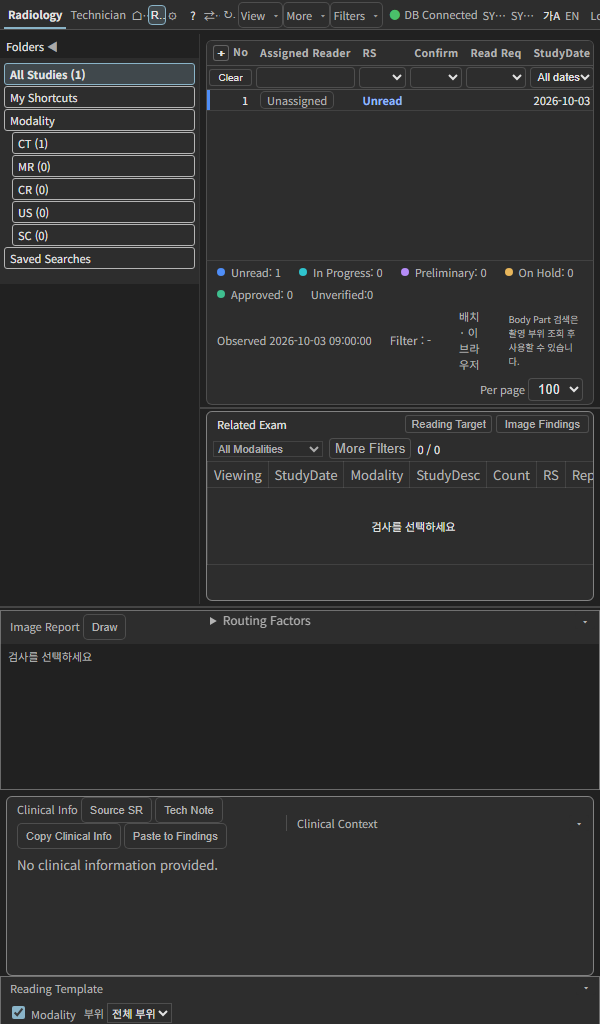 Radiology Technician R.. ? View More Filters DB Connected SY… SY… 가A EN Lo
Folders ◀
All Studies (1)
My Shortcuts
Modality
CT (1)
MR (0)
CR (0)
US (0)
SC (0)
Saved Searches
No Assigned Reader RS Confirm Read Req StudyDate
Clear All dates
1 Unassigned Unread 2026-10-03
Unread: 1 In Progress: 0 Preliminary: 0 On Hold: 0
Approved: 0 Unverified:0
Observed 2026-10-03 09:00:00 Filter : -
배치
· 이
브라
우저
Body Part 검색은
촬영 부위 조회 후
사용할 수 있습니
다.
Per page 100
Related Exam Reading Target Image Findings
All Modalities More Filters 0 / 0
Viewing StudyDate Modality StudyDesc Count RS Rep
검사를 선택하세요
Image Report Draw ▶ Routing Factors
검사를 선택하세요
Clinical Info Source SR Tech Note
Copy Clinical Info Paste to Findings
Clinical Context
No clinical information provided.
Reading Template
Modality 부위 전체 부위